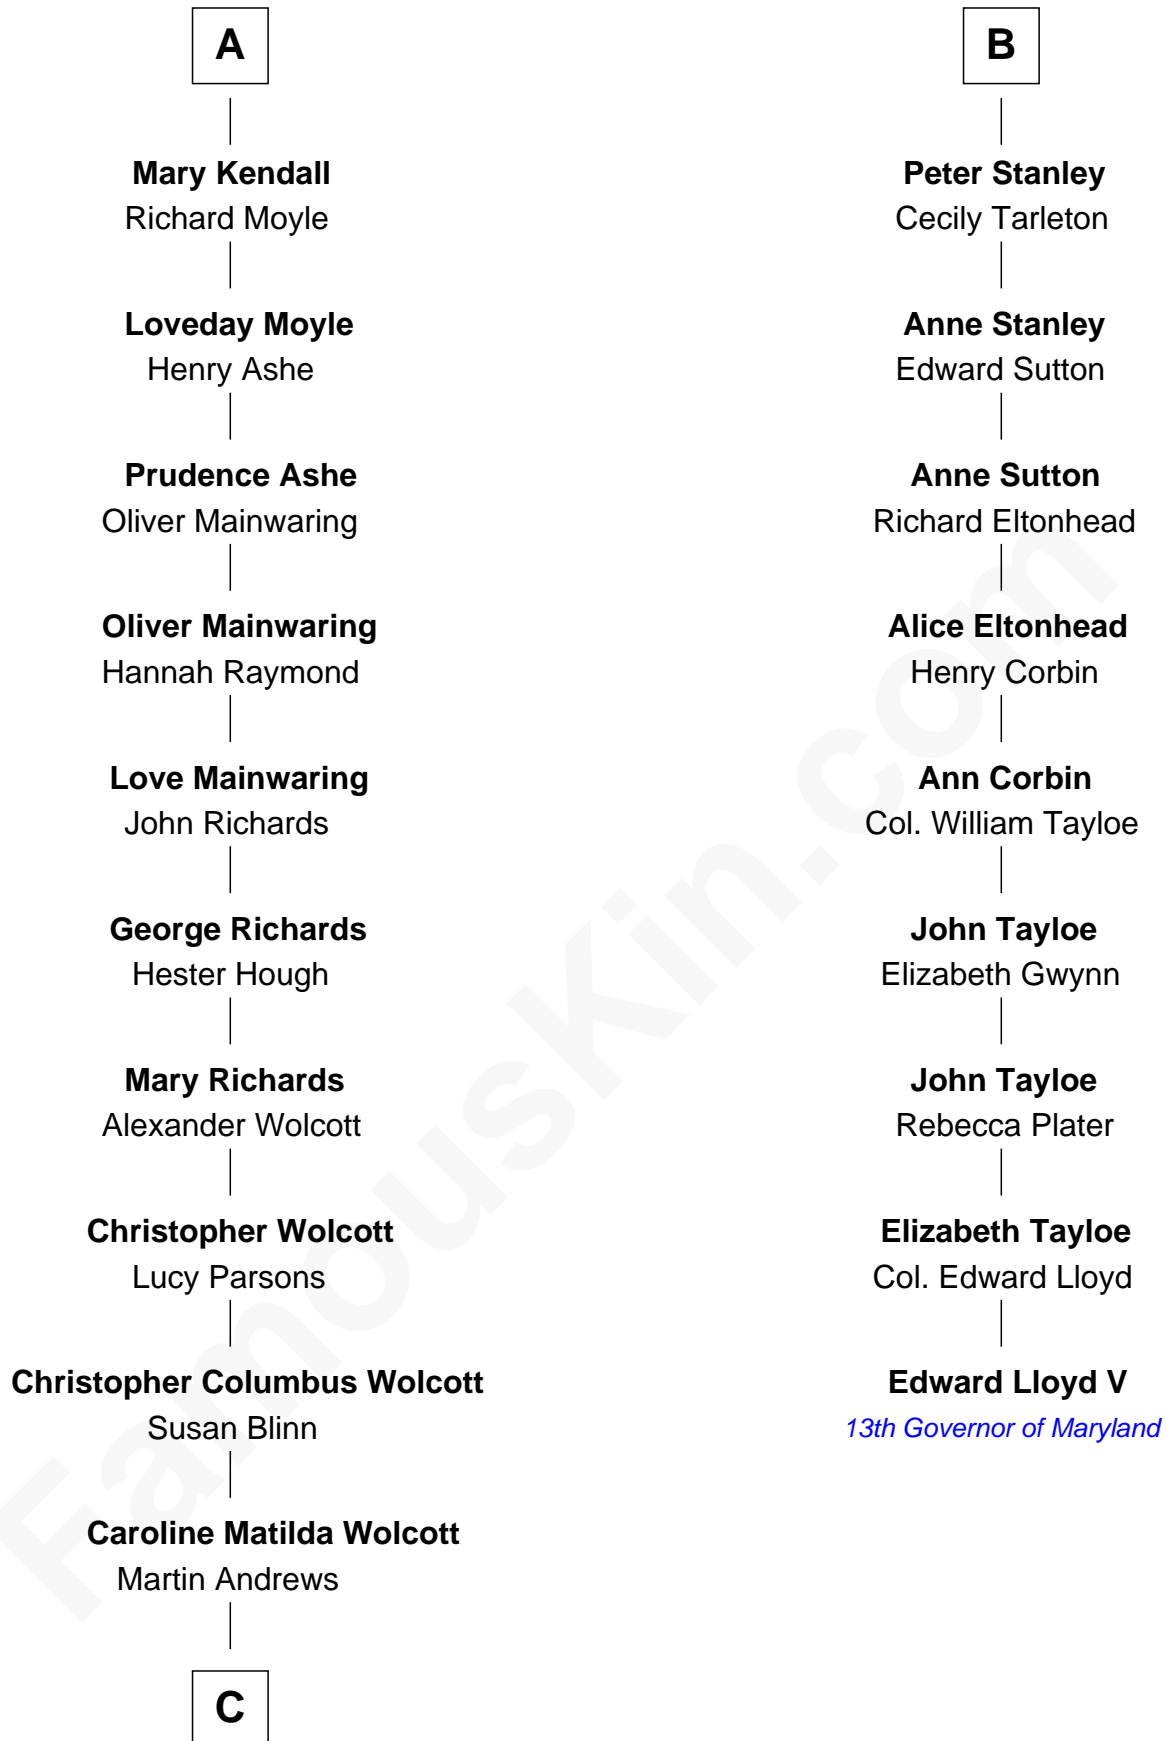 A
Mary Kendall
Richard Moyle
Loveday Moyle
Henry Ashe
Prudence Ashe
Oliver Mainwaring
Oliver Mainwaring
Hannah Raymond
Love Mainwaring
John Richards
George Richards
Hester Hough
Mary Richards
Alexander Wolcott
Christopher Wolcott
Lucy Parsons
Christopher Columbus Wolcott
Susan Blinn
Caroline Matilda Wolcott
Martin Andrews
C
B
Peter Stanley
Cecily Tarleton
Anne Stanley
Edward Sutton
Anne Sutton
Richard Eltonhead
Alice Eltonhead
Henry Corbin
Ann Corbin
Col. William Tayloe
John Tayloe
Elizabeth Gwynn
John Tayloe
Rebecca Plater
Elizabeth Tayloe
Col. Edward Lloyd
Edward Lloyd V
13th Governor of Maryland
FamousKin.com